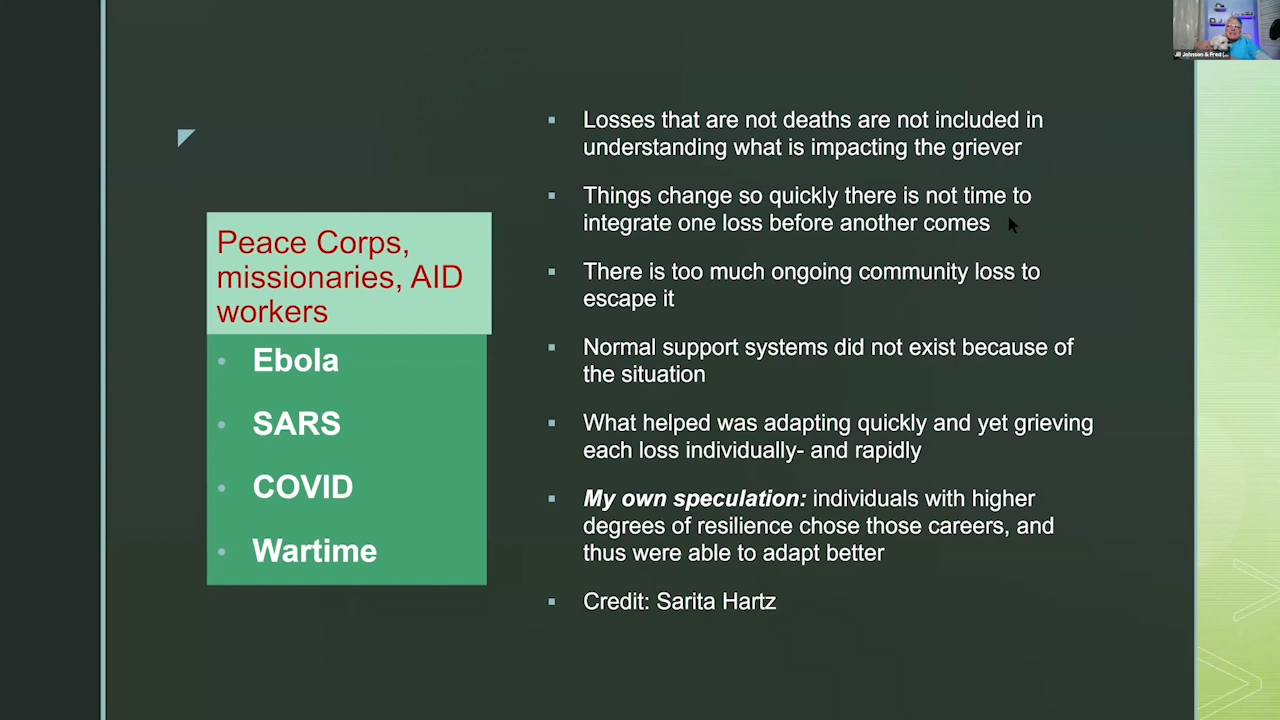 Jill Johnson & Fred (...
Peace Corps,
missionaries, AID
workers
• Ebola
• SARS
• COVID
• Wartime
▪ Losses that are not deaths are not included in
understanding what is impacting the griever
▪ Things change so quickly there is not time to
integrate one loss before another comes
▪ There is too much ongoing community loss to
escape it
▪ Normal support systems did not exist because of
the situation
▪ What helped was adapting quickly and yet grieving
each loss individually- and rapidly
▪ My own speculation: individuals with higher
degrees of resilience chose those careers, and
thus were able to adapt better
▪ Credit: Sarita Hartz